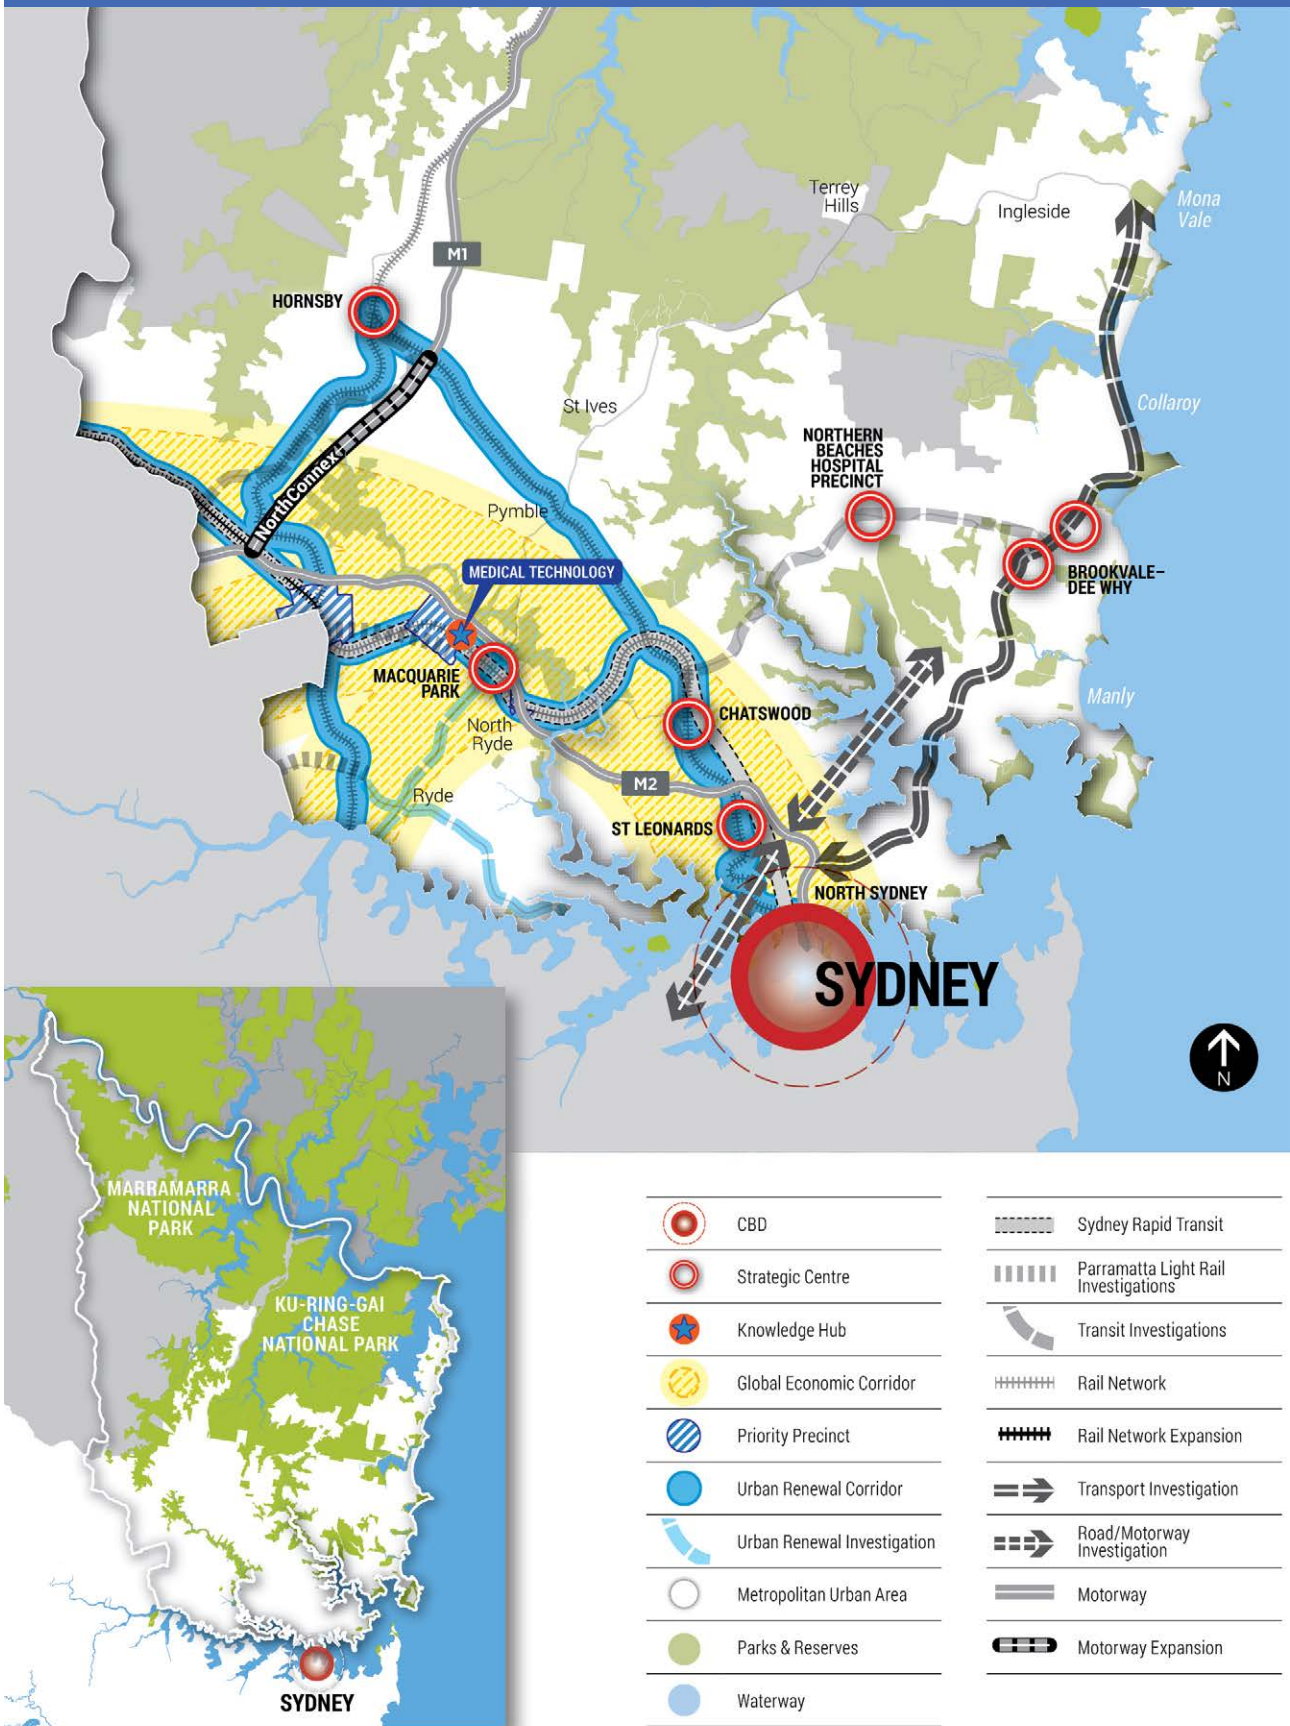 M1
Terrey
Hills
Ingleside
Mona
Vale
HORNSBY
St Ives
Collaroy
NORTHERN
BEACHES
HOSPITAL
PRECINCT
NorthConnex
Pymble
MEDICAL TECHNOLOGY
BROOKVALE–
DEE WHY
MACQUARIE
PARK
North
Ryde
CHATSWOOD
Manly
M2
Ryde
ST LEONARDS
NORTH SYDNEY
SYDNEY
N
MARRAMARRA
NATIONAL
PARK
KU-RING-GAI
CHASE
NATIONAL PARK
SYDNEY
CBD
Strategic Centre
Knowledge Hub
Global Economic Corridor
Priority Precinct
Urban Renewal Corridor
Urban Renewal Investigation
Metropolitan Urban Area
Parks & Reserves
Waterway
Sydney Rapid Transit
Parramatta Light Rail
Investigations
Transit Investigations
Rail Network
Rail Network Expansion
Transport Investigation
Road/Motorway
Investigation
Motorway
Motorway Expansion